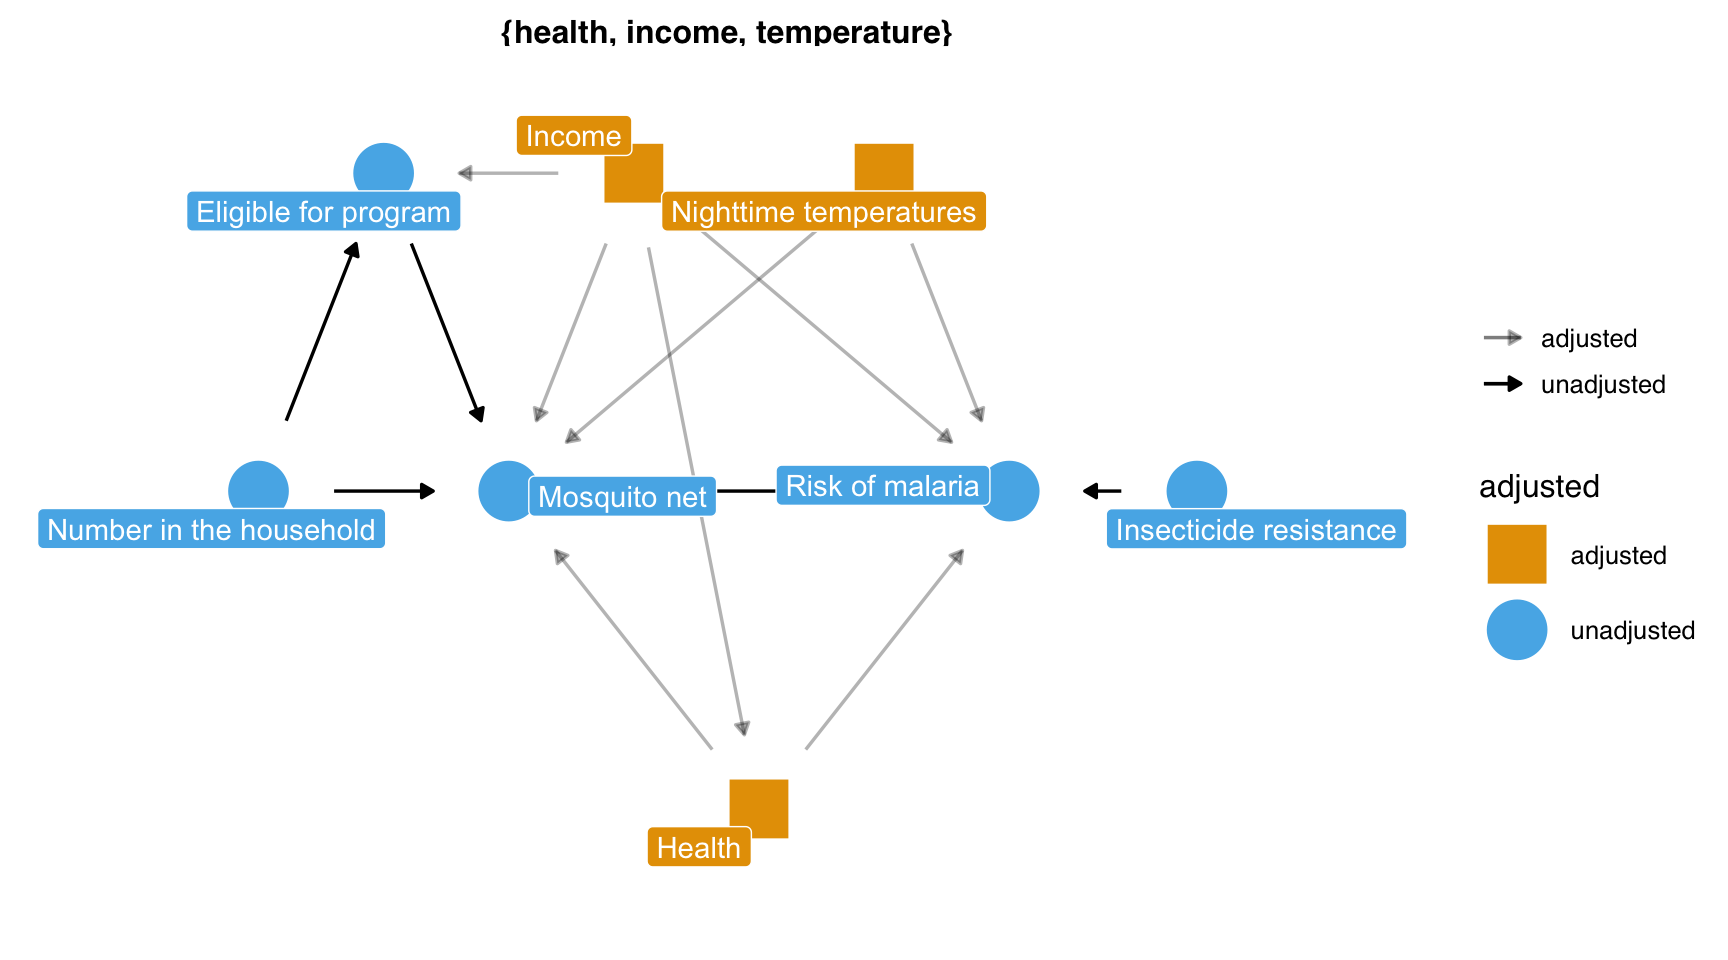 {health, income, temperature}
Income
Eligible for program
Nighttime temperatures
adjusted
unadjusted
Risk of malaria
Mosquito net
Number in the household
Insecticide resistance
adjusted
adjusted
unadjusted
Health